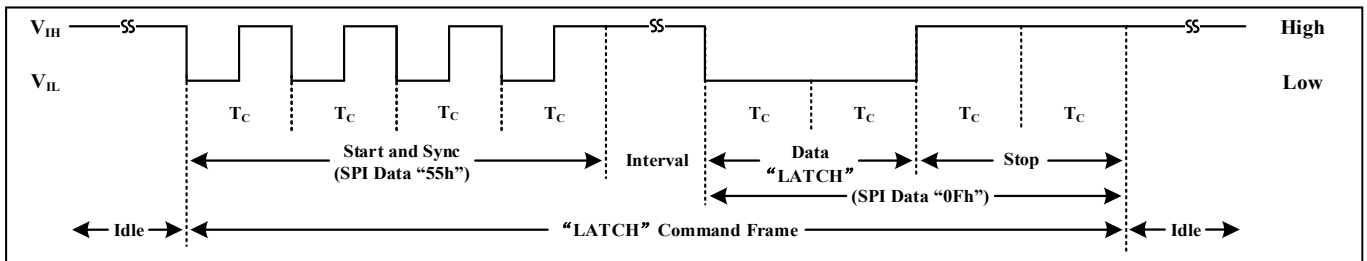 VIH
High
VIL
Low
TC TC TC TC TC TC TC TC
Start and Sync
(SPI Data “55h”)
Interval
Data
“LATCH”
Stop
(SPI Data “0Fh”)
Idle
“LATCH” Command Frame
Idle